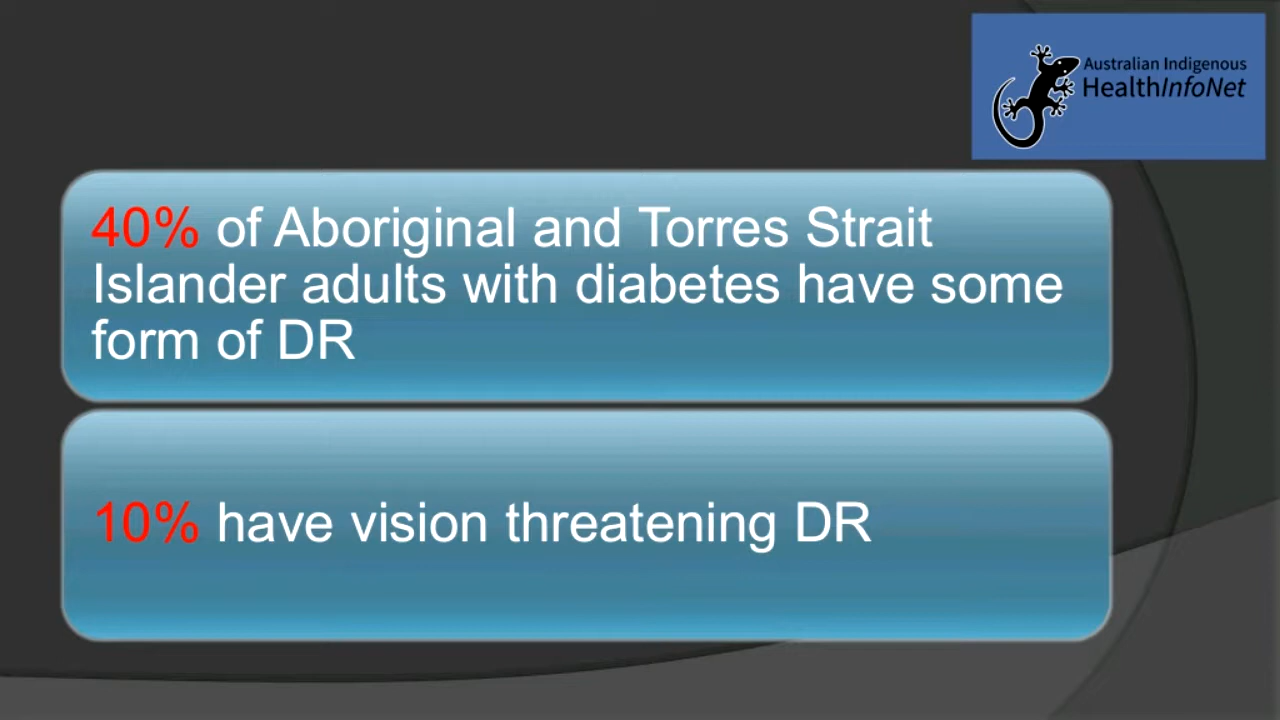 Australian Indigenous
HealthInfoNet
40% of Aboriginal and Torres Strait
Islander adults with diabetes have some
form of DR
10% have vision threatening DR